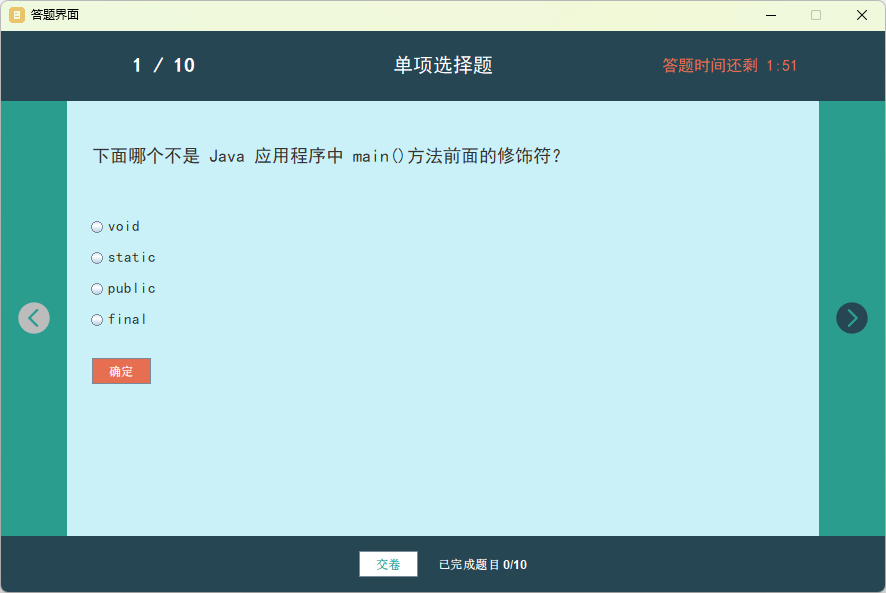 答题界面
1 / 10
单项选择题
答题时间还剩 1:51
下面哪个不是 Java 应用程序中 main()方法前面的修饰符?
void
static
public
final
确定
交卷
已完成题目 0/10